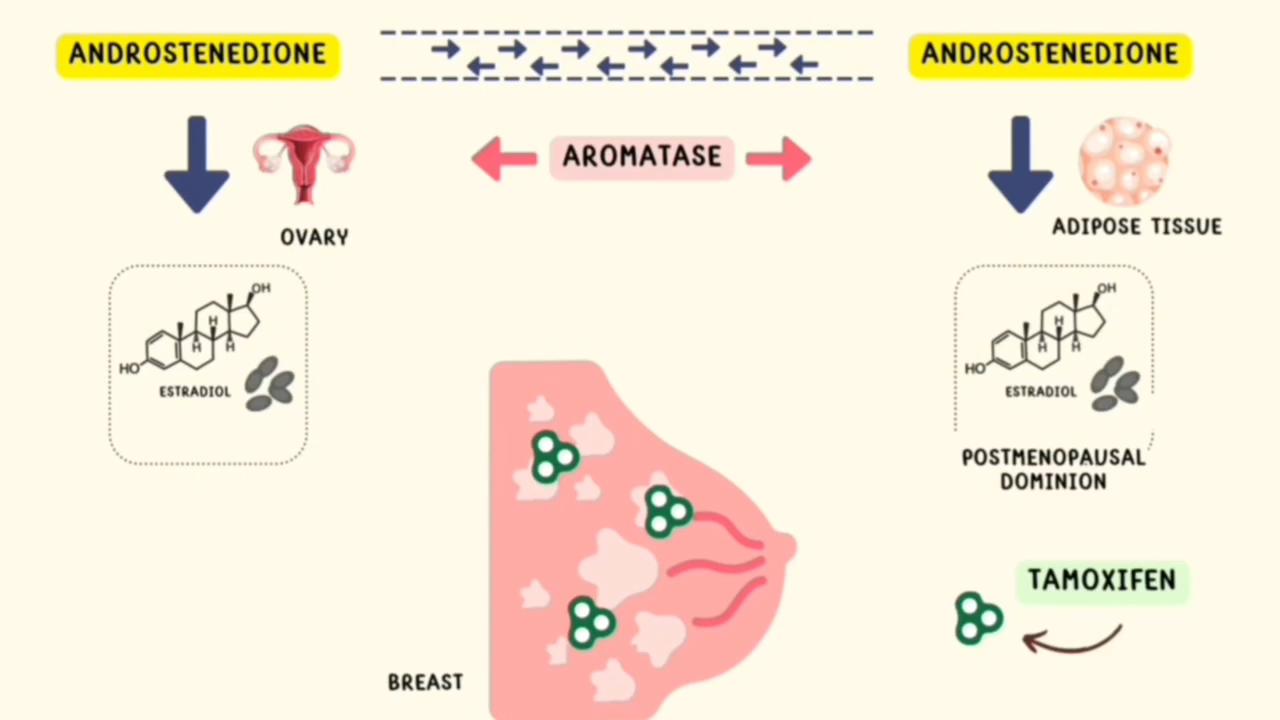 ANDROSTENEDIONE
ANDROSTENEDIONE
AROMATASE
OVARY
ADIPOSE TISSUE
OH
H
H
H
HO
ESTRADIOL
OH
H
H
H
HO
ESTRADIOL
POSTMENOPAUSAL
DOMINION
TAMOXIFEN
BREAST